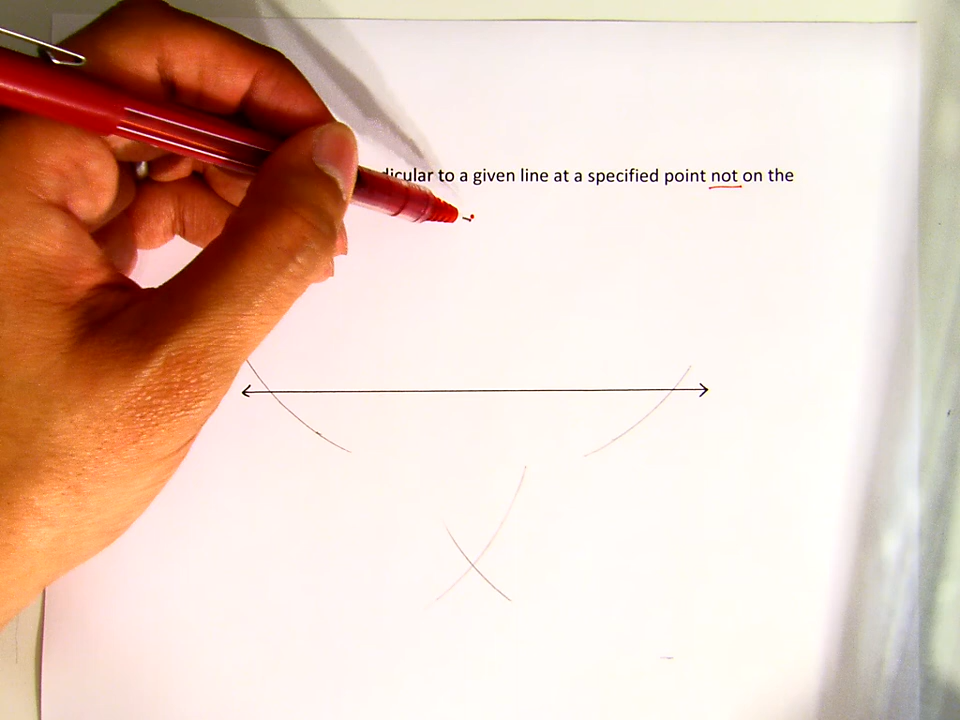 dicular to a given line at a specified point not on the